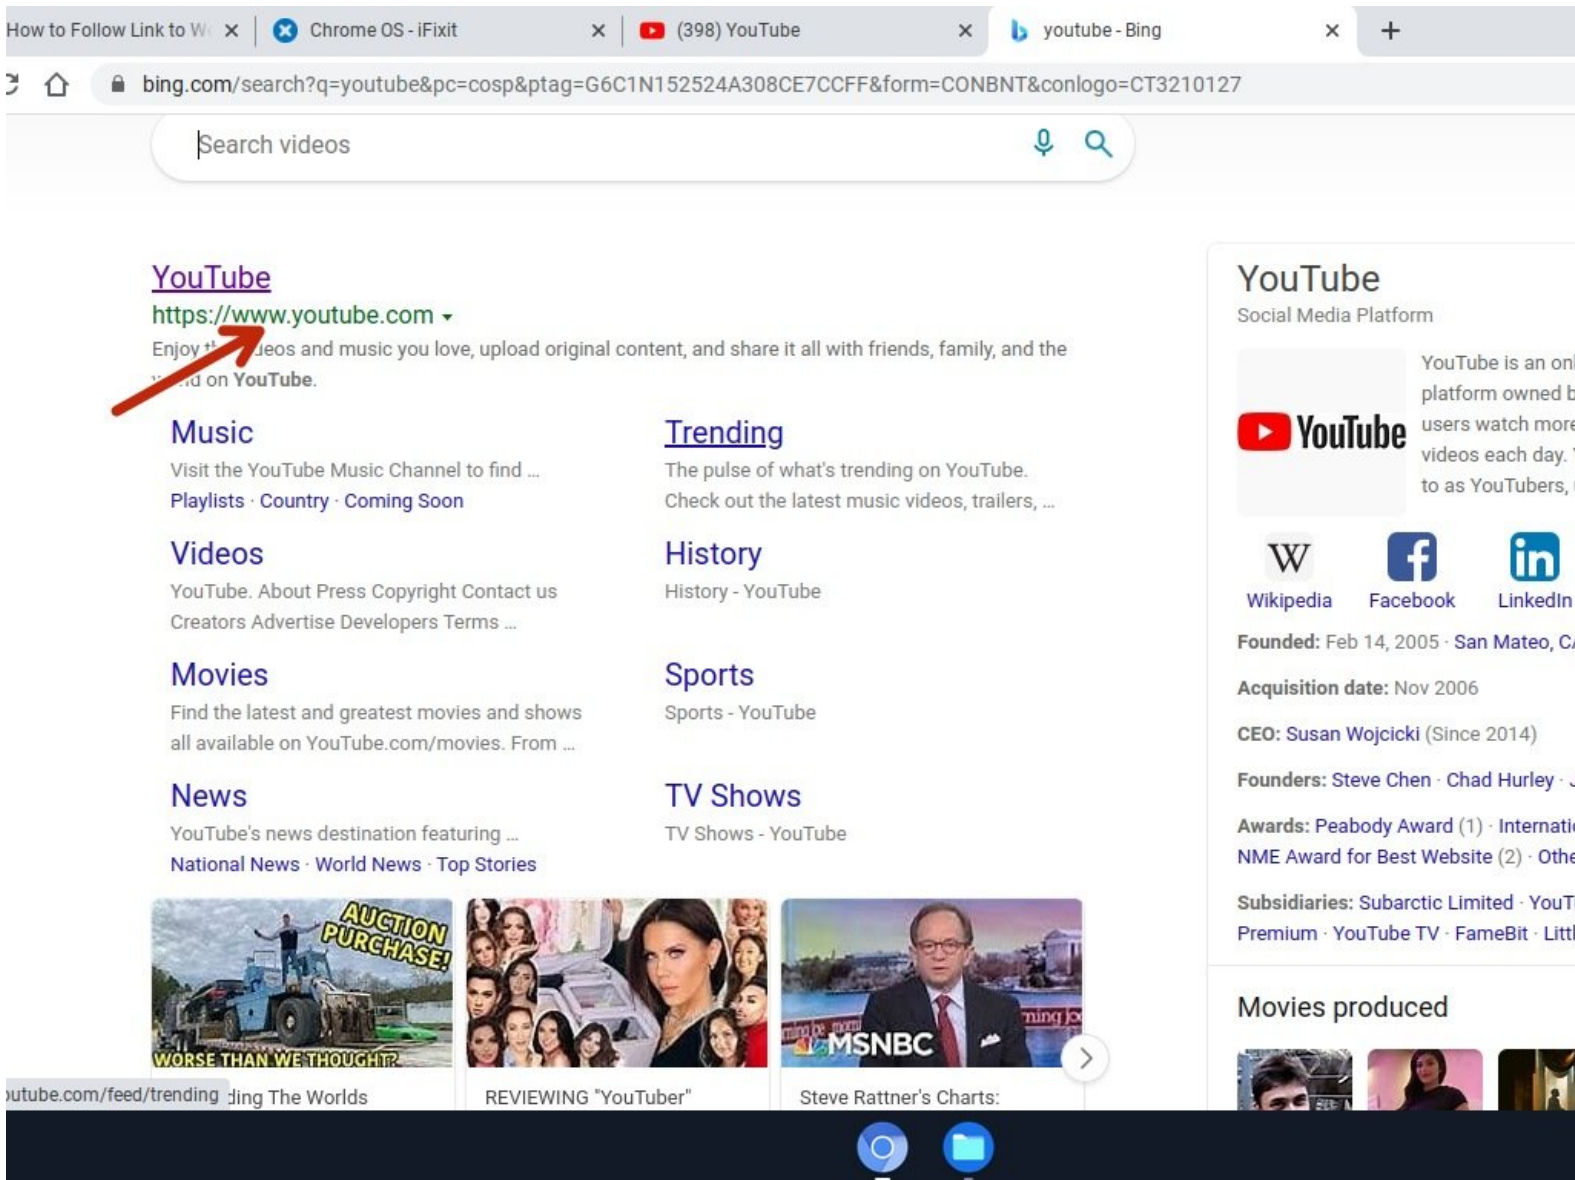 How to Follow Link to W
Chrome OS - iFixit
(398) YouTube
youtube - Bing
bing.com/search?q=youtube&pc=cosp&ptag=G6C1N152524A308CE7CCFF&form=CONBNT&conlogo=CT3210127
Search videos
YouTube
https://www.youtube.com
Enjoy videos and music you love, upload original content, and share it all with friends, family, and the
on YouTube.
Music
Visit the YouTube Music Channel to find ...
Playlists · Country · Coming Soon
Trending
The pulse of what's trending on YouTube.
Check out the latest music videos, trailers, ...
Videos
YouTube. About Press Copyright Contact us
Creators Advertise Developers Terms ...
History
History - YouTube
Movies
Find the latest and greatest movies and shows
all available on YouTube.com/movies. From ...
Sports
Sports - YouTube
News
YouTube's news destination featuring ...
National News · World News · Top Stories
TV Shows
TV Shows - YouTube
AUCTION
PURCHASE!
WORSE THAN WE THOUGHT?
MSNBC
ding The Worlds
REVIEWING "YouTuber"
Steve Rattner's Charts:
outube.com/feed/trending
YouTube
Social Media Platform
YouTube is an onl
platform owned b
users watch more
videos each day. Y
to as YouTubers,
YouTube
W
f
in
Wikipedia
Facebook
LinkedIn
Founded: Feb 14, 2005 · San Mateo, CA
Acquisition date: Nov 2006
CEO: Susan Wojcicki (Since 2014)
Founders: Steve Chen · Chad Hurley · J
Awards: Peabody Award (1) · Internatio
NME Award for Best Website (2) · Othe
Subsidiaries: Subarctic Limited · YouT
Premium · YouTube TV · FameBit · Littl
Movies produced